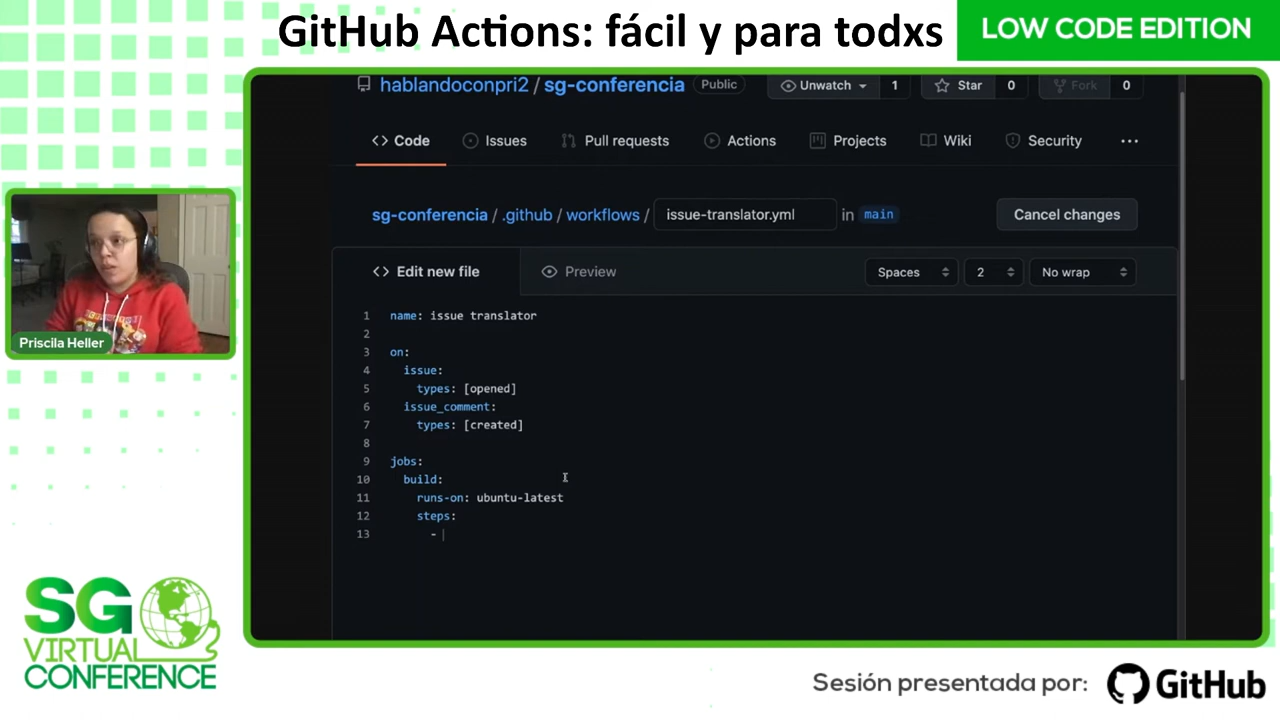 GitHub Actions: fácil y para todxs
LOW CODE EDITION
hablandoconpri2 / sg-conferencia Public Unwatch 1 Star 0 Fork 0
Code Issues Pull requests Actions Projects Wiki Security ...
sg-conferencia / .github / workflows / issue-translator.yml in main Cancel changes
<> Edit new file Preview Spaces 2 No wrap
1 name: issue translator
2
3 on:
4 issue:
5 types: [opened]
6 issue_comment:
7 types: [created]
8
9 jobs:
10 build:
11 runs-on: ubuntu-latest
12 steps:
13 -
Priscila Heller
SG
VIRTUAL
CONFERENCE
Sesión presentada por: GitHub